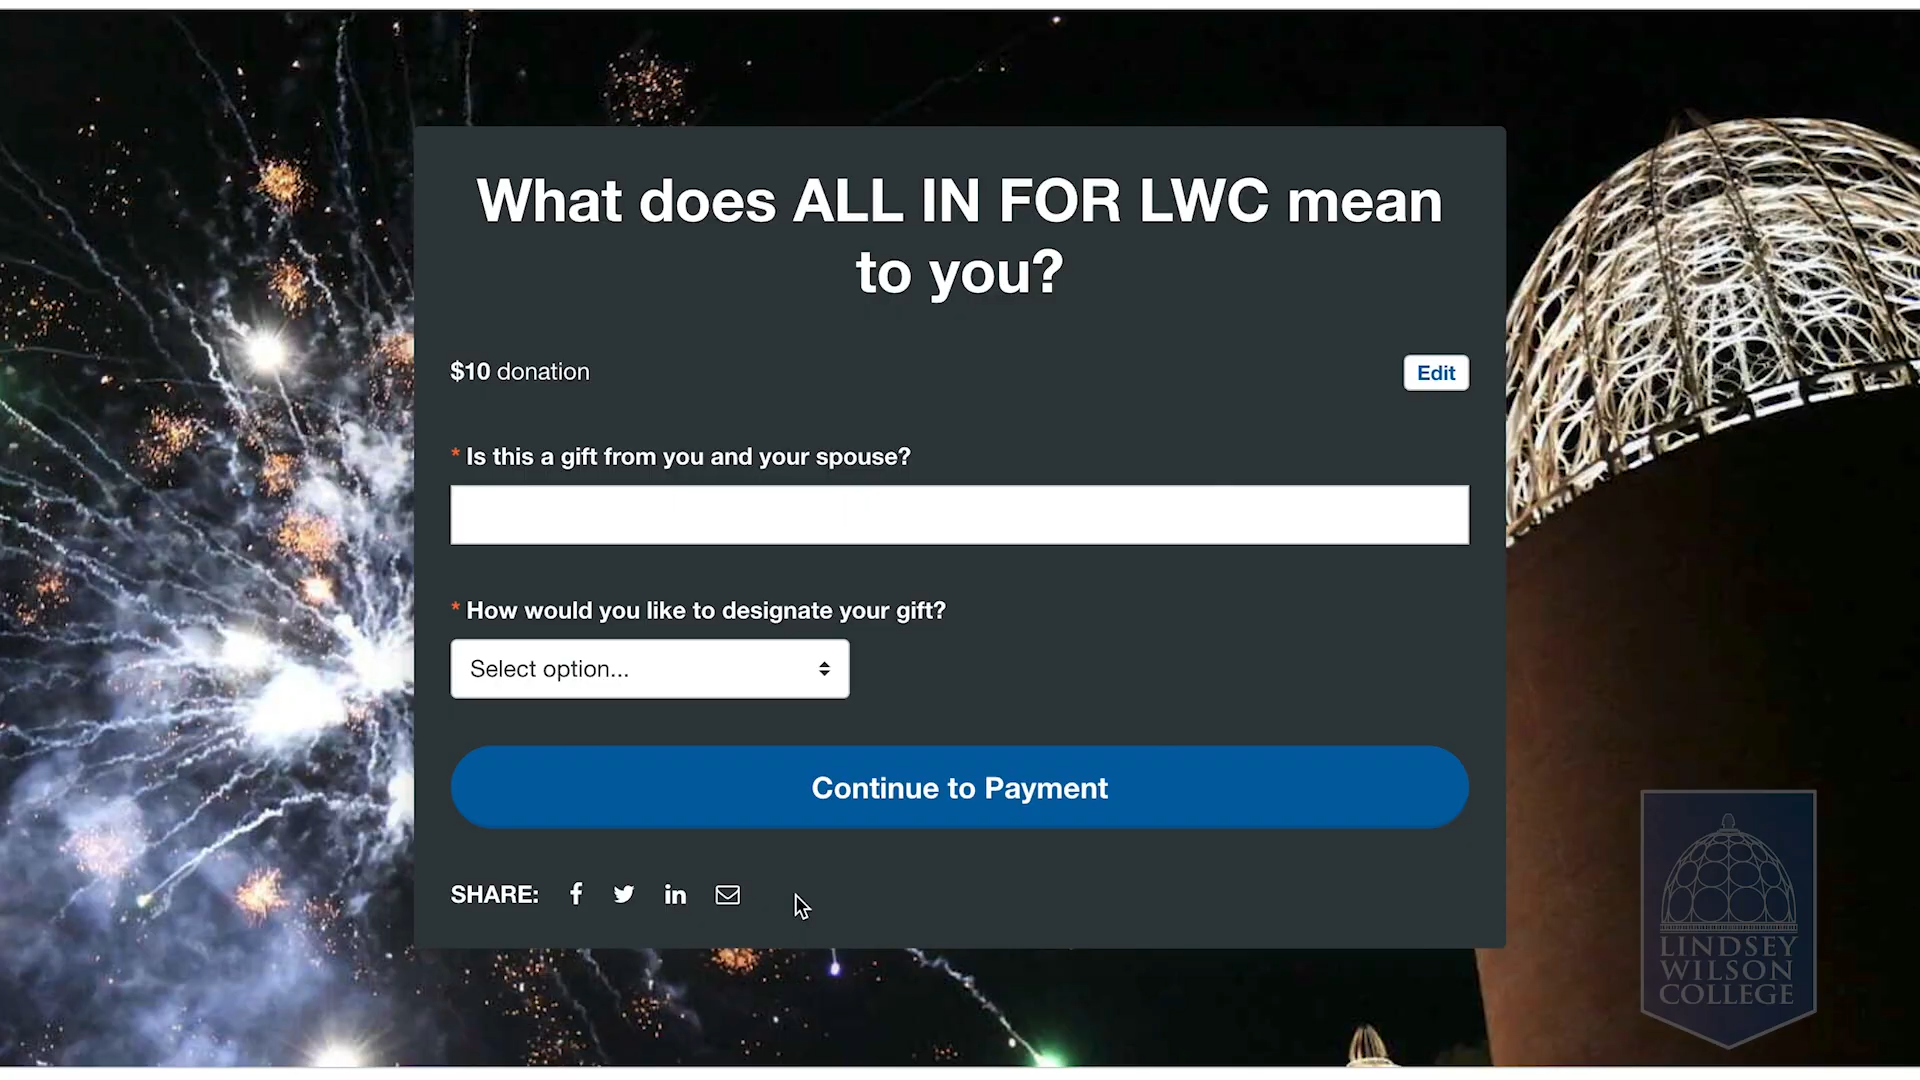 What does ALL IN FOR LWC mean
to you?
$10 donation
Edit
* Is this a gift from you and your spouse?
* How would you like to designate your gift?
Select option...
Continue to Payment
SHARE:
LINDSEY
WILSON
COLLEGE